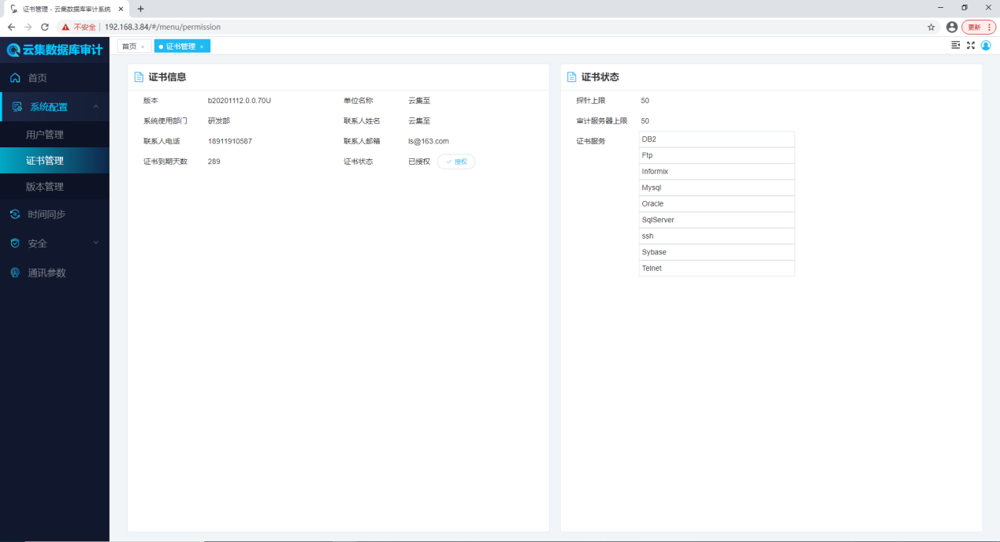 证书管理 - 云集数据库审计系统
不安全 192.168.3.84/#/menu/permission
更新
云集数据库审计
首页
系统配置
用户管理
证书管理
版本管理
时间同步
安全
通讯参数
首页
证书管理
证书信息
版本 b20201112.0.0.70U 单位名称 云集至
系统使用部门 研发部 联系人姓名 云集至
联系人电话 18911910587 联系人邮箱 ls@163.com
证书到期天数 289 证书状态 已授权 授权
证书状态
探针上限 50
审计服务器上限 50
证书服务 DB2
Ftp
Informix
Mysql
Oracle
SqlServer
ssh
Sybase
Telnet